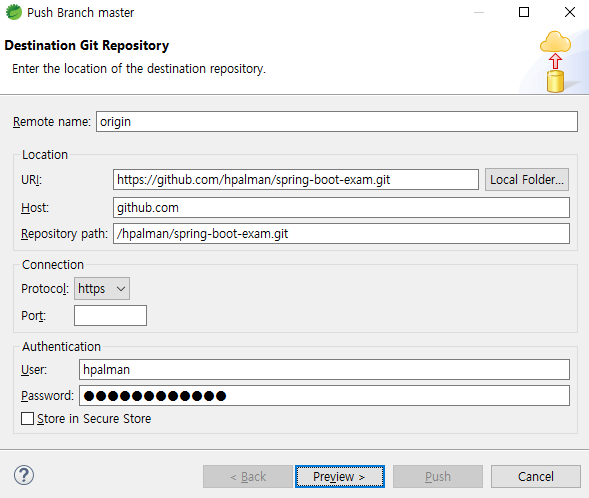 Push Branch master
Destination Git Repository
Enter the location of the destination repository.
Remote name: origin
Location
URI: https://github.com/hpalman/spring-boot-exam.git Local Folder...
Host: github.com
Repository path: /hpalman/spring-boot-exam.git
Connection
Protocol: https
Port:
Authentication
User: hpalman
Password: ●●●●●●●●●●●●
Store in Secure Store
< Back Preview > Push Cancel